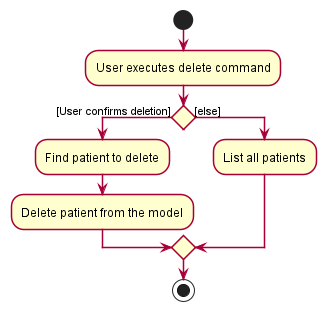 User executes delete command
[User confirms deletion]
[else]
Find patient to delete
List all patients
Delete patient from the model